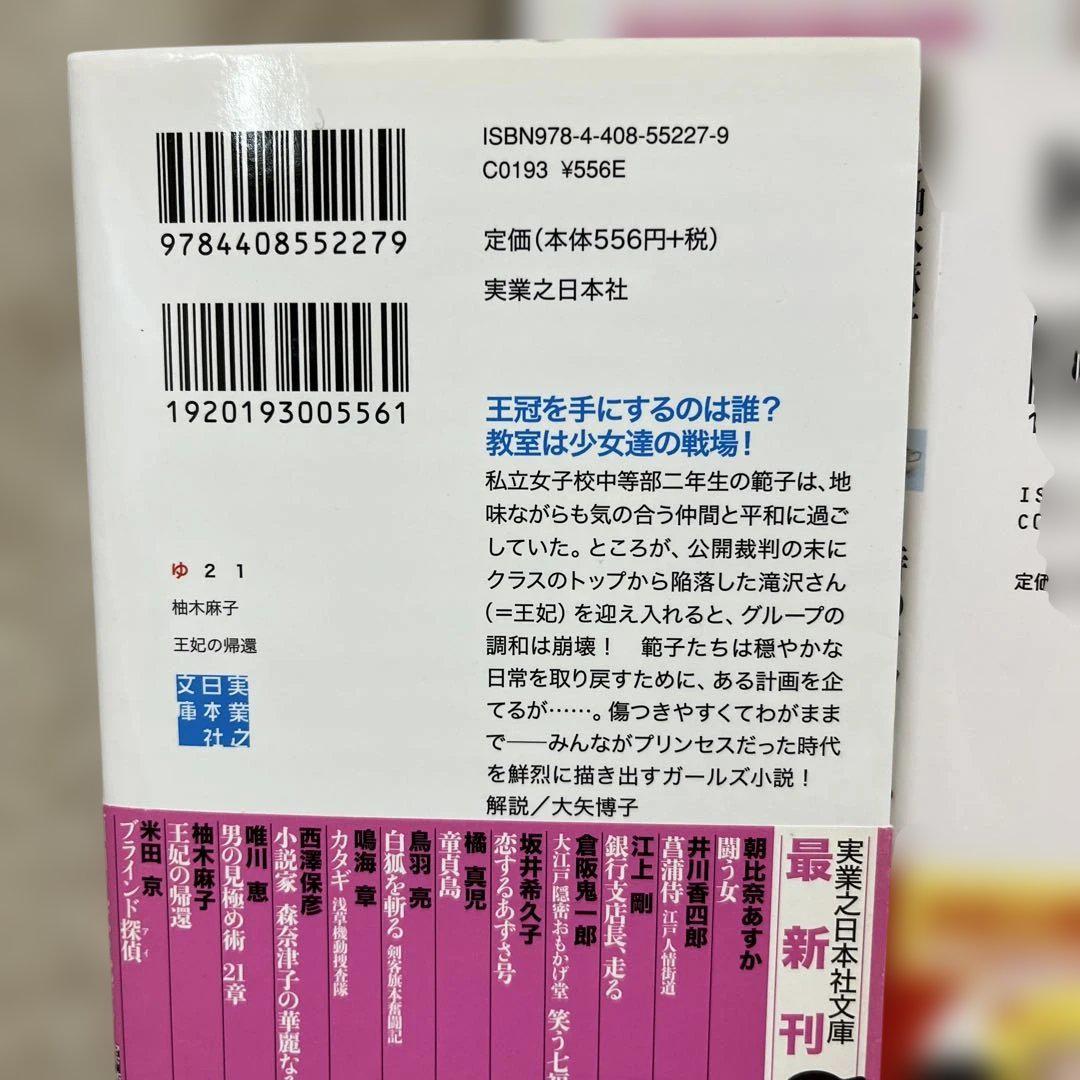 ISBN978-4-408-55227-9
C0193 ¥556E
9784408552279
定価(本体556円+税)
実業之日本社
1920193005561
王冠を手にするのは誰?
教室は少女達の戦場!
私立女子校中等部二年生の範子は、地
味ながらも気の合う仲間と平和に過ご
していた。ところが、公開裁判の末に
クラスのトップから陥落した滝沢さん
(=王妃)を迎え入れると、グループの
調和は崩壊! 範子たちは穏やかな
日常を取り戻すために、ある計画を企
てるが……。傷つきやすくてわがまま
で――みんながプリンセスだった時代
を鮮烈に描き出すガールズ小説!
解説/大矢博子
ゆ 2 1
柚木麻子
王妃の帰還
実業之
日本社
文庫
実業之日本社文庫
最新刊
朝比奈あすか
闘う女
井川香四郎
菖蒲侍 江戸人情街道
江上 剛
銀行支店長、走る
倉阪鬼一郎
大江戸隠密おもかげ堂 笑う七福
坂井希久子
恋するあずさ号
橘 真児
童貞島
鳥羽 亮
白狐を斬る 剣客旗本奮闘記
鳴海 章
カタギ 浅草機動捜査隊
西澤保彦
小説家 森奈津子の華麗なる
唯川 恵
男の見極め術 21章
柚木麻子
王妃の帰還
米田 京
ブラインド探偵
アイ
定価